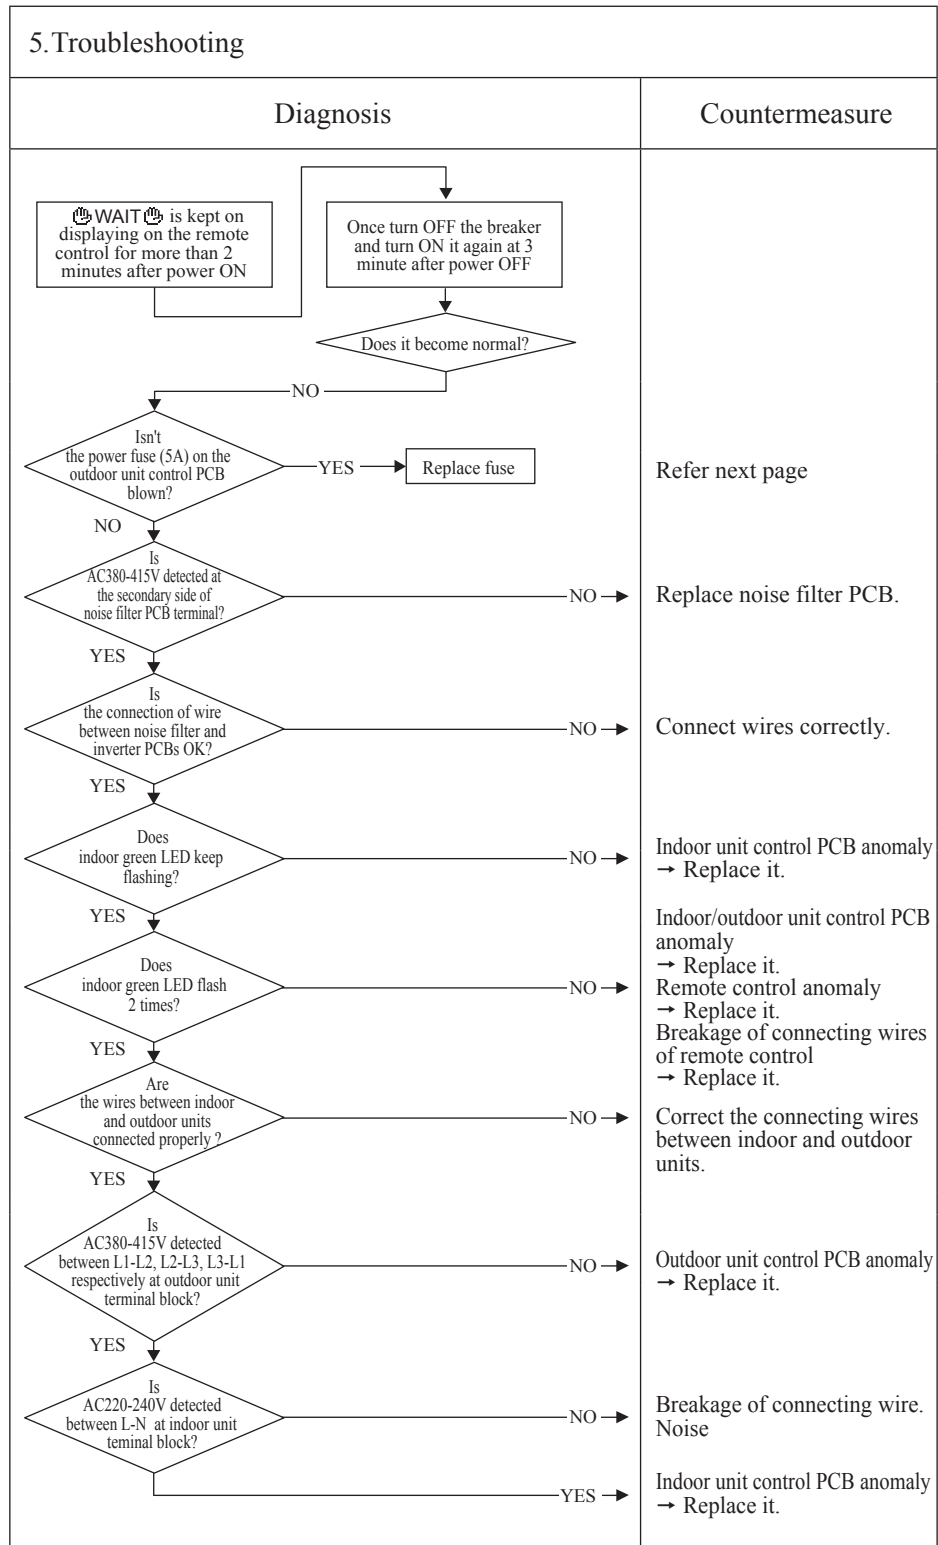 5.Troubleshooting
Diagnosis
Countermeasure
WAIT is kept on
displaying on the remote
control for more than 2
minutes after power ON
Once turn OFF the breaker
and turn ON it again at 3
minute after power OFF
Does it become normal?
NO
Isn't
the power fuse (5A) on the
outdoor unit control PCB
blown?
YES
Replace fuse
Refer next page
NO
Is
AC380-415V detected at
the secondary side of
noise filter PCB terminal?
NO
Replace noise filter PCB.
YES
Is
the connection of wire
between noise filter and
inverter PCBs OK?
NO
Connect wires correctly.
YES
Does
indoor green LED keep
flashing?
NO
Indoor unit control PCB anomaly
→ Replace it.
YES
Does
indoor green LED flash
2 times?
NO
Indoor/outdoor unit control PCB
anomaly
→ Replace it.
Remote control anomaly
→ Replace it.
Breakage of connecting wires
of remote control
→ Replace it.
YES
Are
the wires between indoor
and outdoor units
connected properly ?
NO
Correct the connecting wires
between indoor and outdoor
units.
YES
Is
AC380-415V detected
between L1-L2, L2-L3, L3-L1
respectively at outdoor unit
terminal block?
NO
Outdoor unit control PCB anomaly
→ Replace it.
YES
Is
AC220-240V detected
between L-N at indoor unit
teminal block?
NO
Breakage of connecting wire.
Noise
YES
Indoor unit control PCB anomaly
→ Replace it.